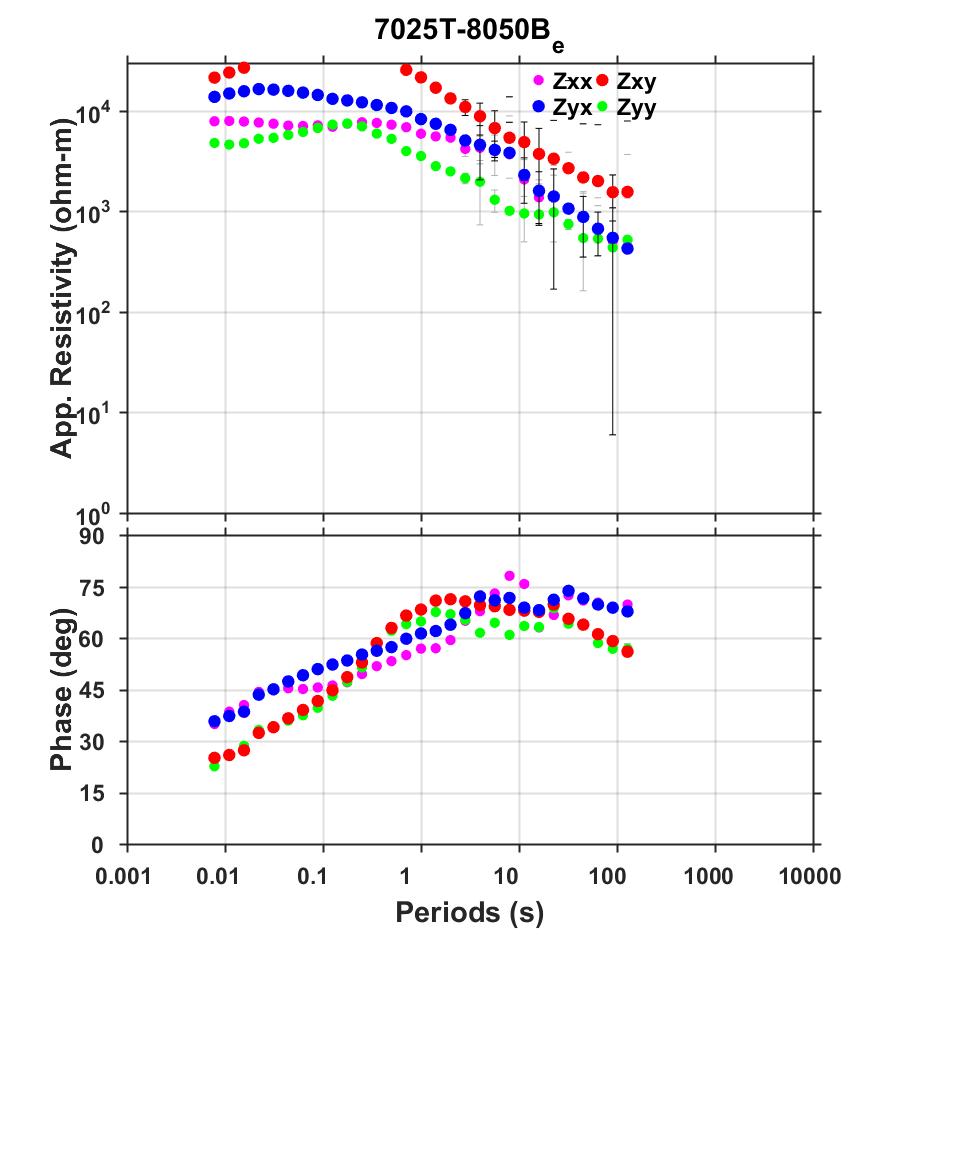 7025T-8050Be
Zxx Zxy
Zyx Zyy
App. Resistivity (ohm-m)
10^4
10^3
10^2
10^1
10^0
Phase (deg)
90
75
60
45
30
15
0
0.001 0.01 0.1 1 10 100 1000 10000
Periods (s)